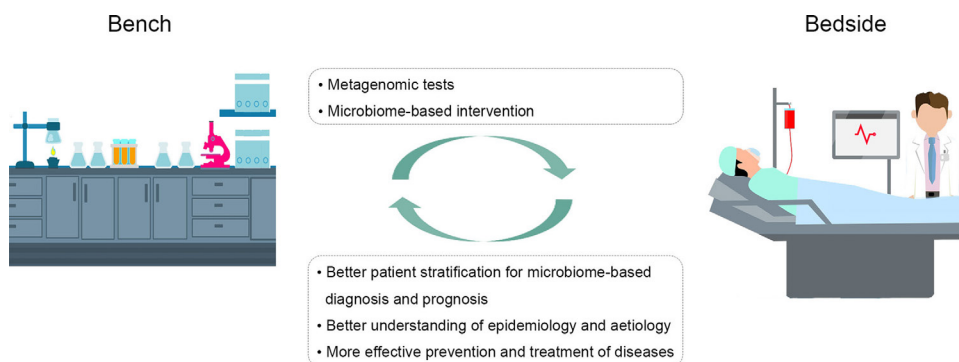 Bench
Bedside
• Metagenomic tests
• Microbiome-based intervention
• Better patient stratification for microbiome-based
diagnosis and prognosis
• Better understanding of epidemiology and aetiology
• More effective prevention and treatment of diseases